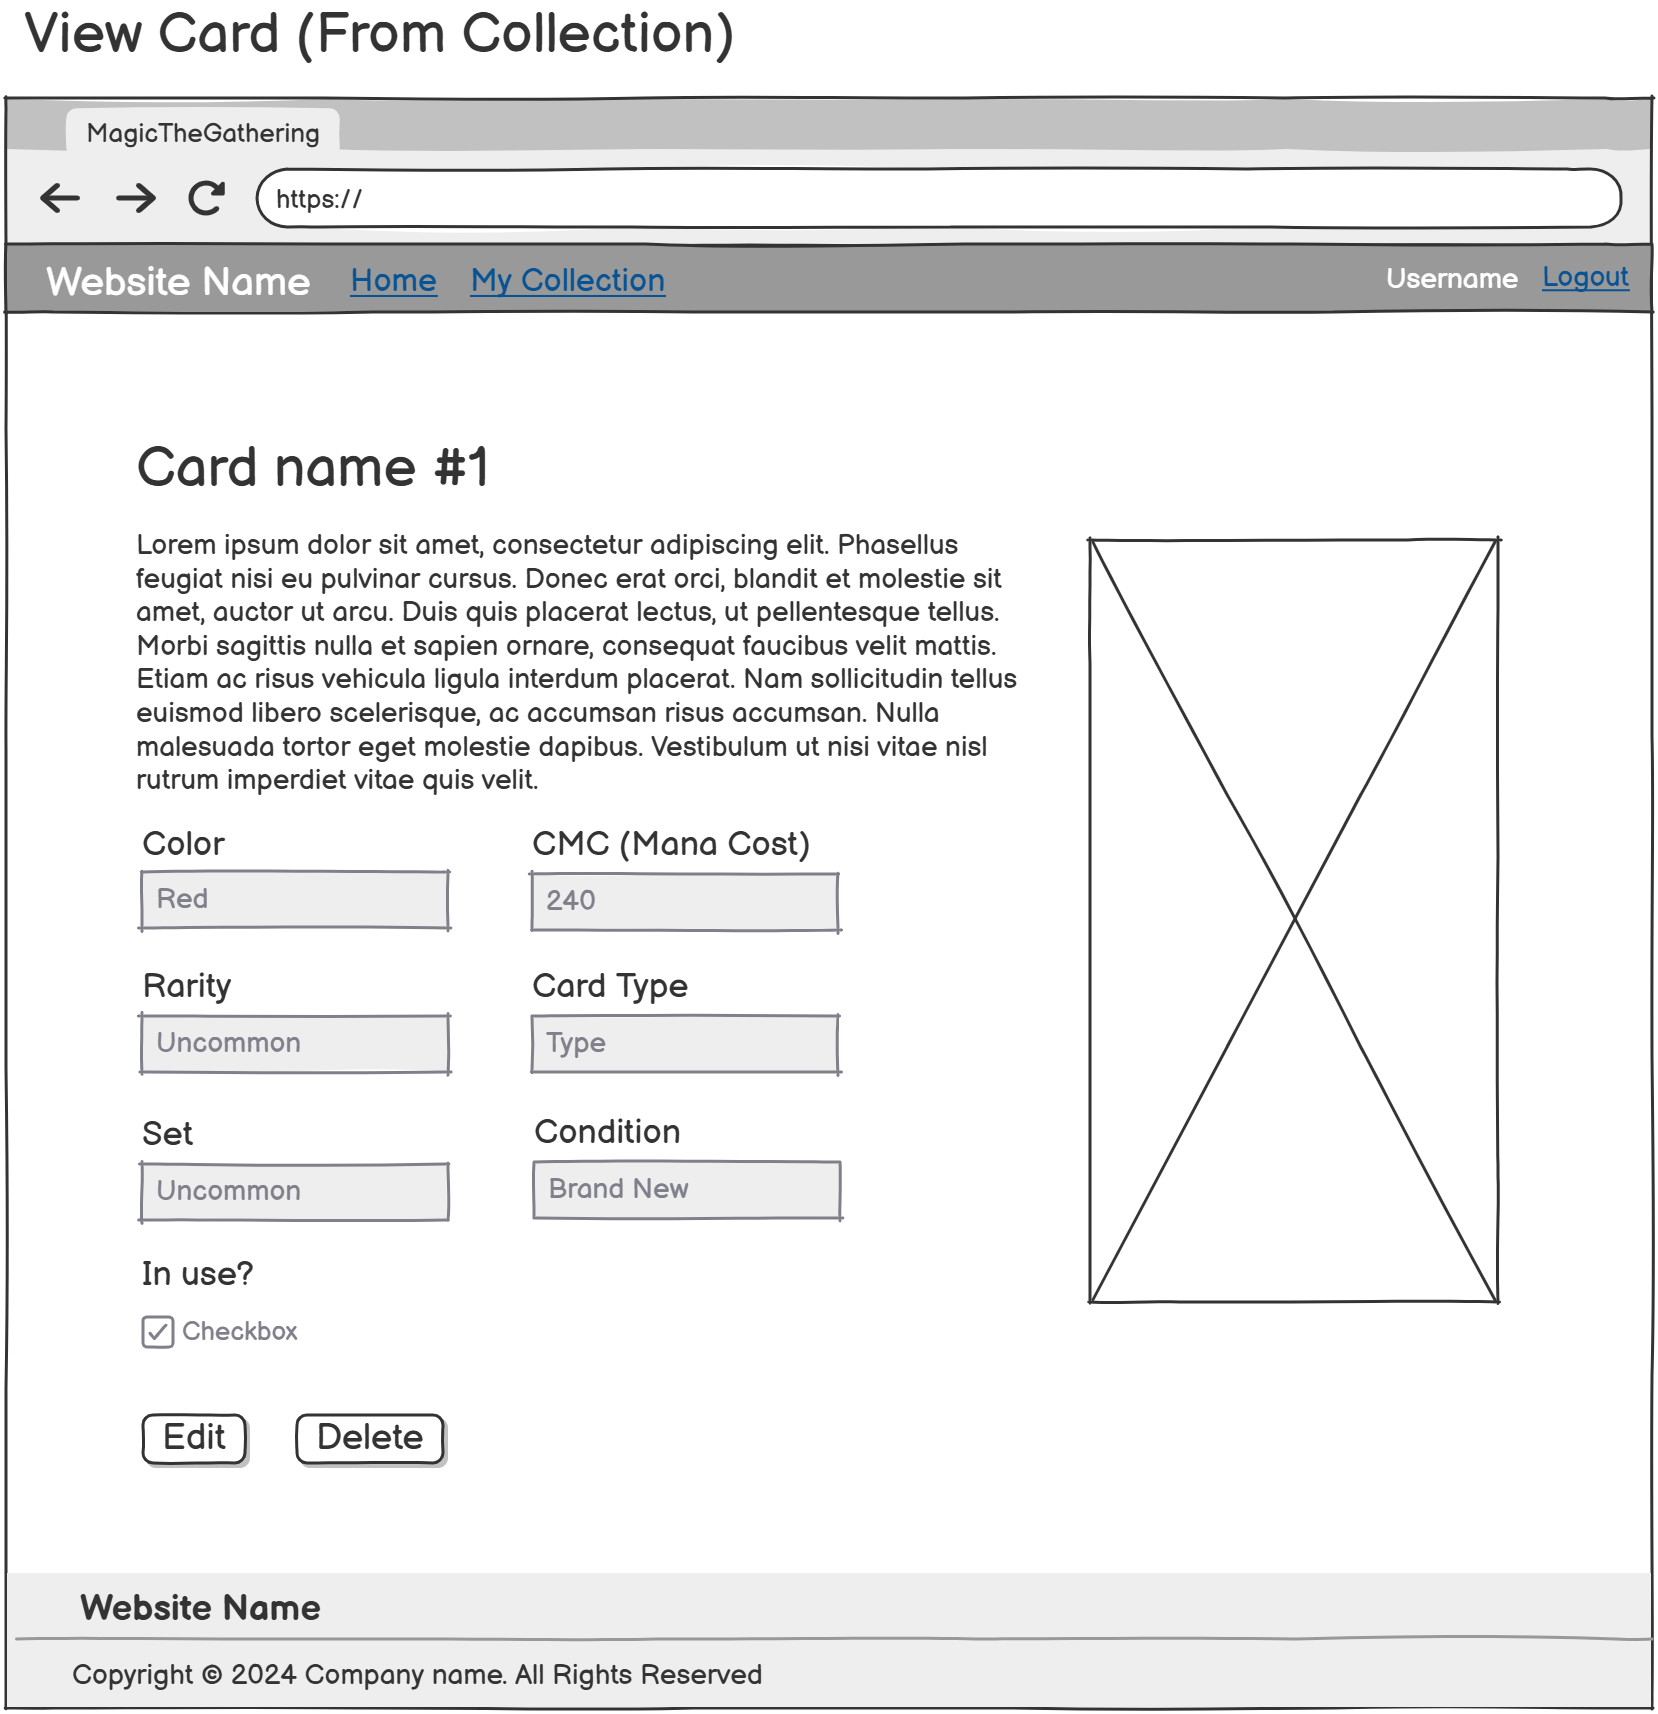 View Card (From Collection)
MagicTheGathering
https://
Website Name Home My Collection Username Logout
Card name #1
Lorem ipsum dolor sit amet, consectetur adipiscing elit. Phasellus
feugiat nisi eu pulvinar cursus. Donec erat orci, blandit et molestie sit
amet, auctor ut arcu. Duis quis placerat lectus, ut pellentesque tellus.
Morbi sagittis nulla et sapien ornare, consequat faucibus velit mattis.
Etiam ac risus vehicula ligula interdum placerat. Nam sollicitudin tellus
euismod libero scelerisque, ac accumsan risus accumsan. Nulla
malesuada tortor eget molestie dapibus. Vestibulum ut nisi vitae nisl
rutrum imperdiet vitae quis velit.
Color CMC (Mana Cost)
Red 240
Rarity Card Type
Uncommon Type
Set Condition
Uncommon Brand New
In use?
Checkbox
Edit Delete
Website Name
Copyright © 2024 Company name. All Rights Reserved